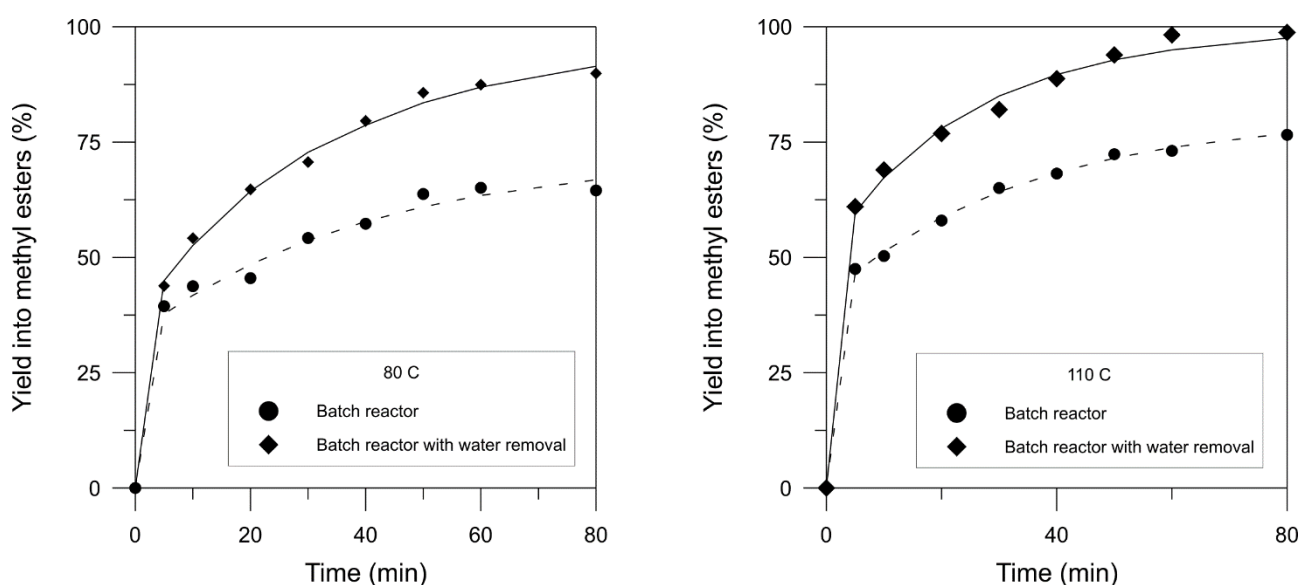 Yield into methyl esters (%)
100
75
50
25
0
0
20
40
60
80
Time (min)
80 C
Batch reactor
Batch reactor with water removal
Yield into methyl esters (%)
100
75
50
25
0
0
20
40
60
80
Time (min)
110 C
Batch reactor
Batch reactor with water removal